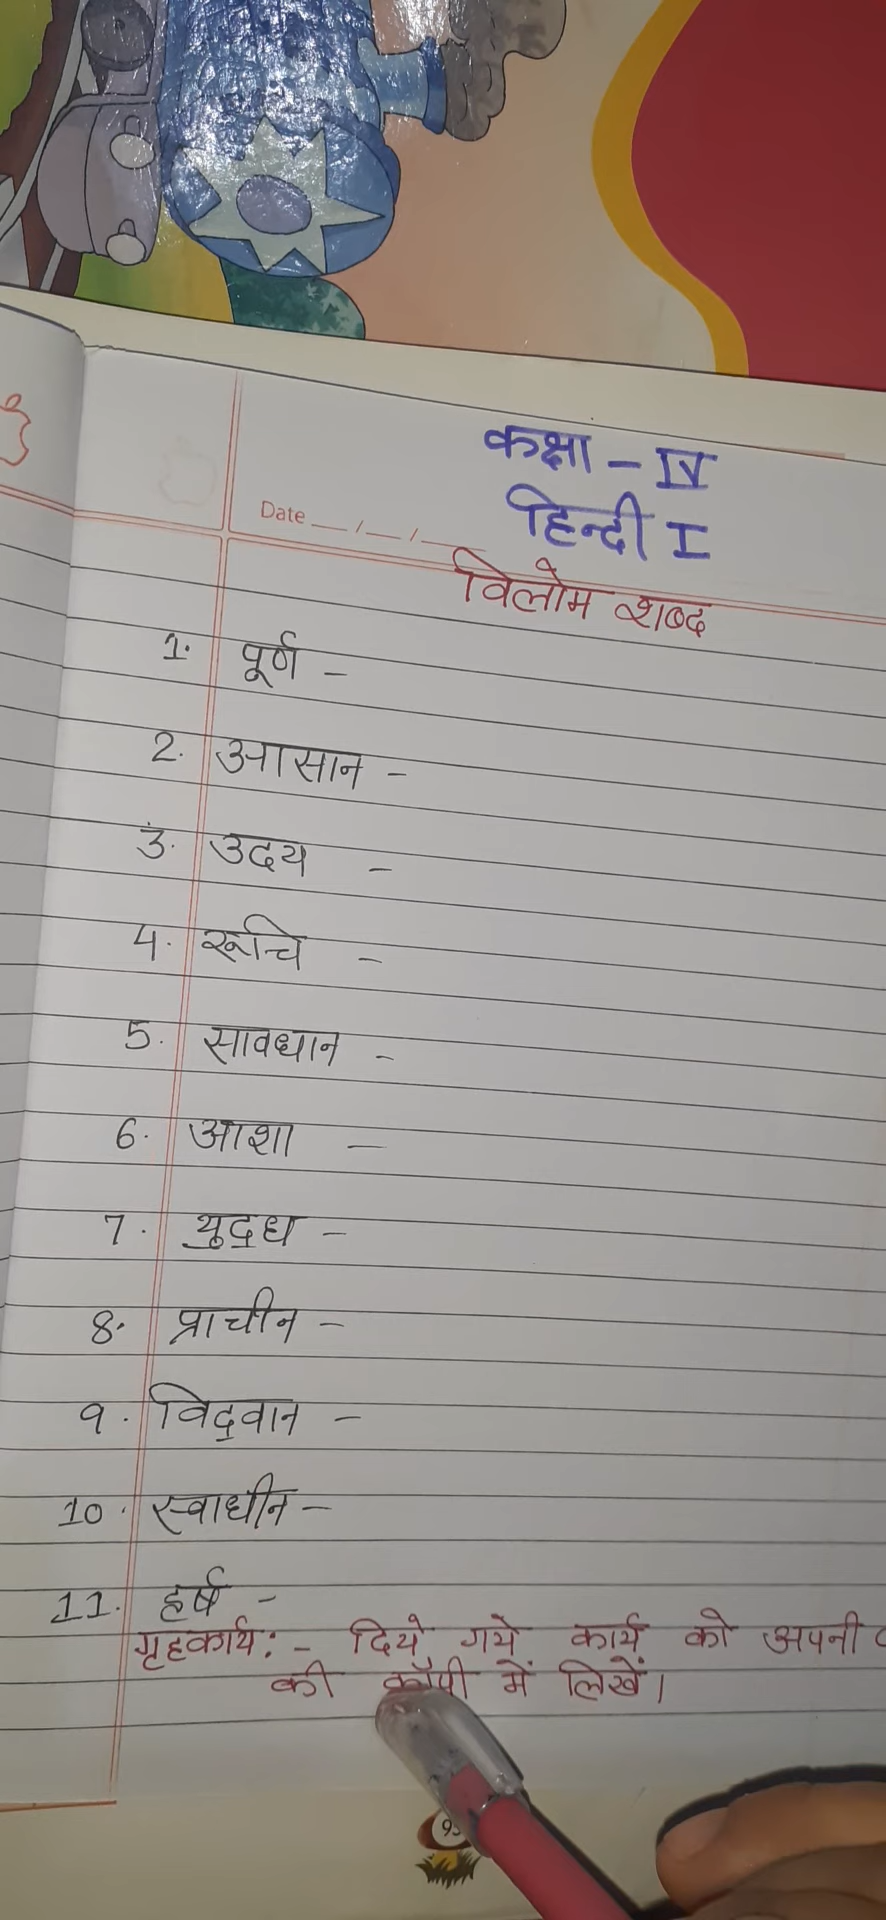 कक्षा - IV
हिन्दी I
Date __/__/__
विलोम शब्द
1. पूर्ण -
2. आसान -
3. उदय -
4. रूचि -
5. सावधान -
6. आशा -
7. युद्ध -
8. प्राचीन -
9. विद्वान -
10. स्वाधीन -
11. हर्ष -
गृहकार्य: - दिये गये कार्य को अपनी
की कॉपी में लिखें।